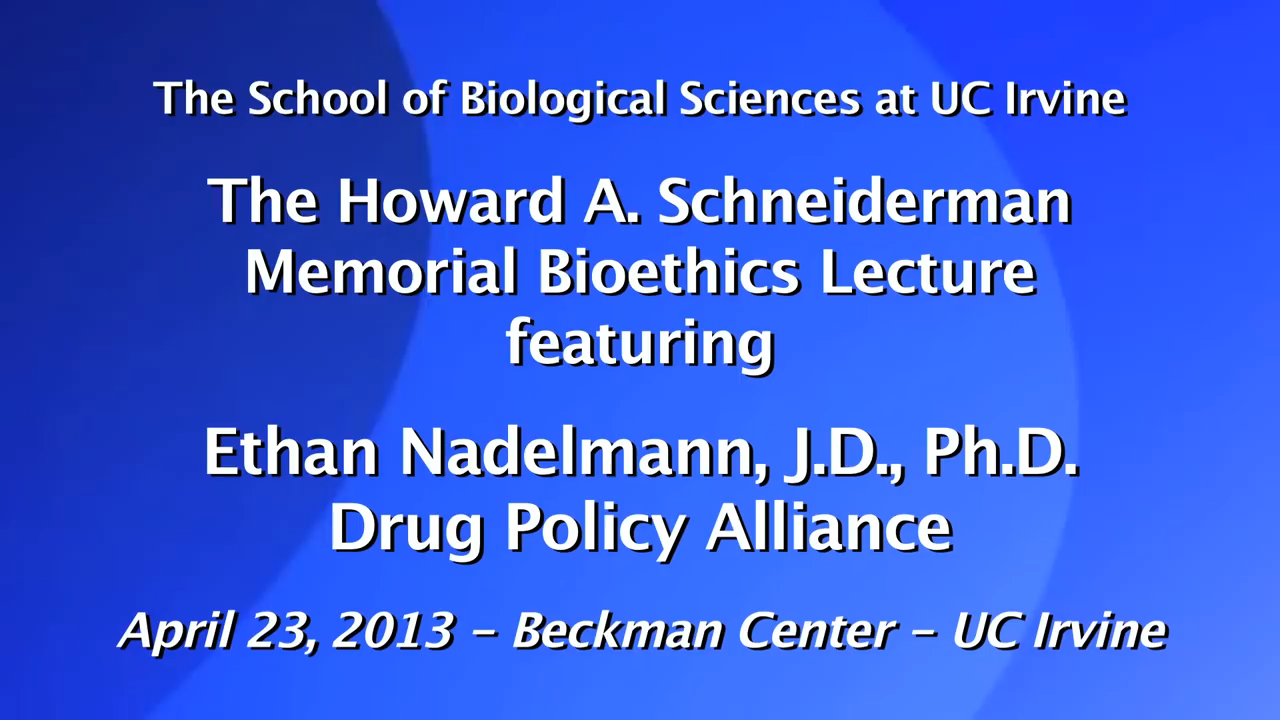 The School of Biological Sciences at UC Irvine
The Howard A. Schneiderman
Memorial Bioethics Lecture
featuring
Ethan Nadelmann, J.D., Ph.D.
Drug Policy Alliance
April 23, 2013 – Beckman Center – UC Irvine